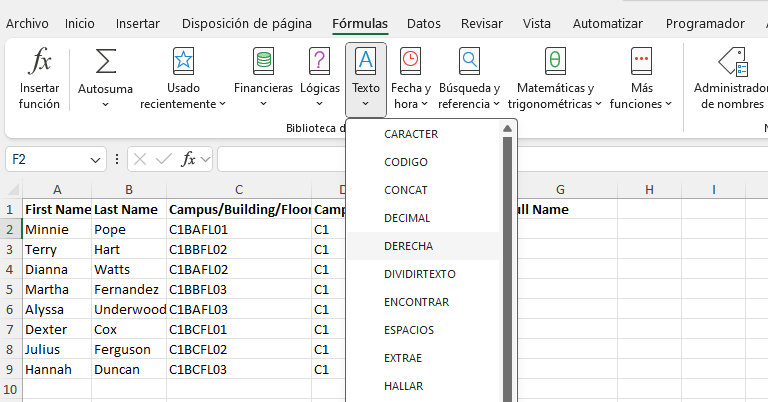 Archivo Inicio Insertar Disposición de página Fórmulas Datos Revisar Vista Automatizar Programador
fx Σ A ? θ
Insertar función
Autosuma
Usado recientemente
Financieras
Lógicas
Texto
Fecha y hora
Búsqueda y referencia
Matemáticas y trigonométricas
Más funciones
Administrador de nombres
Biblioteca d
F2 fx
CARACTER
CODIGO
CONCAT
DECIMAL
DERECHA
DIVIDIRTEXTO
ENCONTRAR
ESPACIOS
EXTRAE
HALLAR
A B C D G H I
1 First Name Last Name Campus/Building/Floor Camp ull Name
2 Minnie Pope C1BAFL01 C1
3 Terry Hart C1BBFL02 C1
4 Dianna Watts C1BAFL02 C1
5 Martha Fernandez C1BBFL03 C1
6 Alyssa Underwood C1BAFL03 C1
7 Dexter Cox C1BCFL01 C1
8 Julius Ferguson C1BCFL02 C1
9 Hannah Duncan C1BCFL03 C1
10